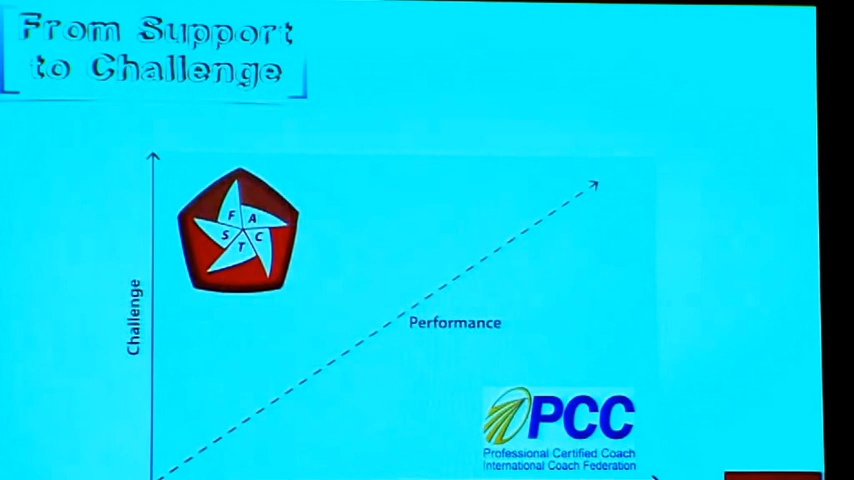 From Support
to Challenge
F A
S C
T
Challenge
Performance
PCC
Professional Certified Coach
International Coach Federation